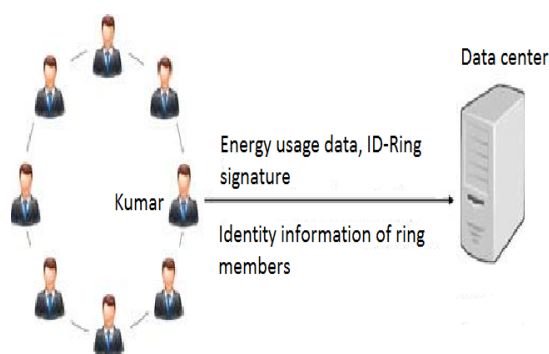 Data center
Energy usage data, ID-Ring
signature
Kumar
Identity information of ring
members